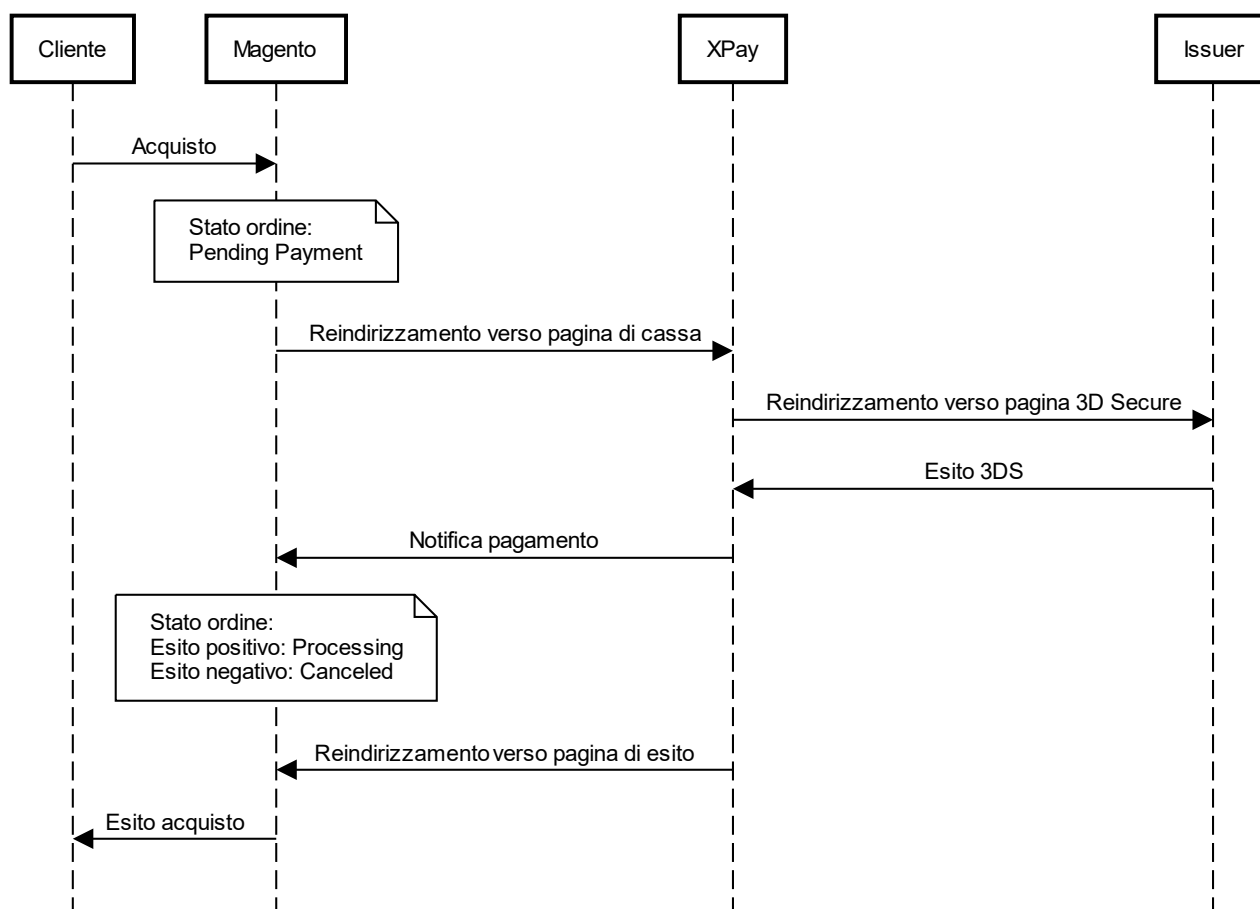 Cliente
Magento
XPay
Issuer
Acquisto
Stato ordine:
Pending Payment
Reindirizzamento verso pagina di cassa
Reindirizzamento verso pagina 3D Secure
Esito 3DS
Notifica pagamento
Stato ordine:
Esito positivo: Processing
Esito negativo: Canceled
Reindirizzamento verso pagina di esito
Esito acquisto